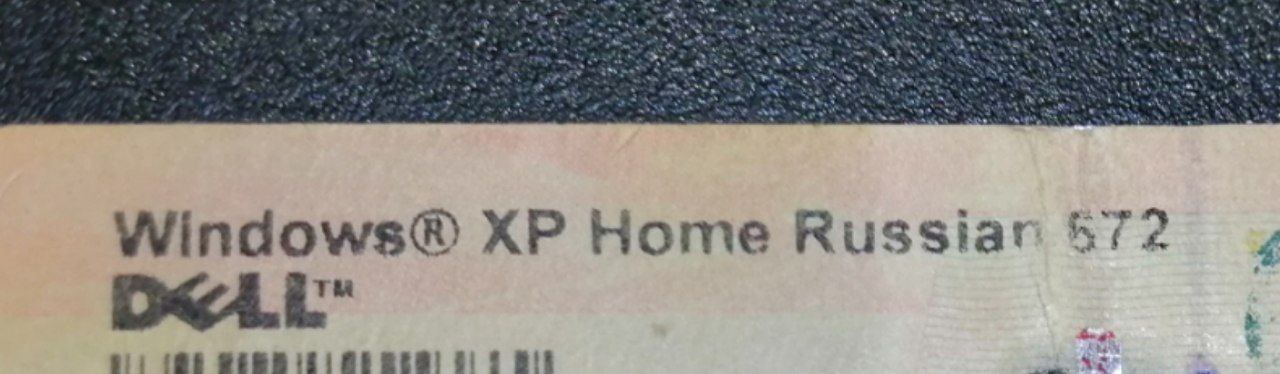 Windows® XP Home Russian 572
DELL™